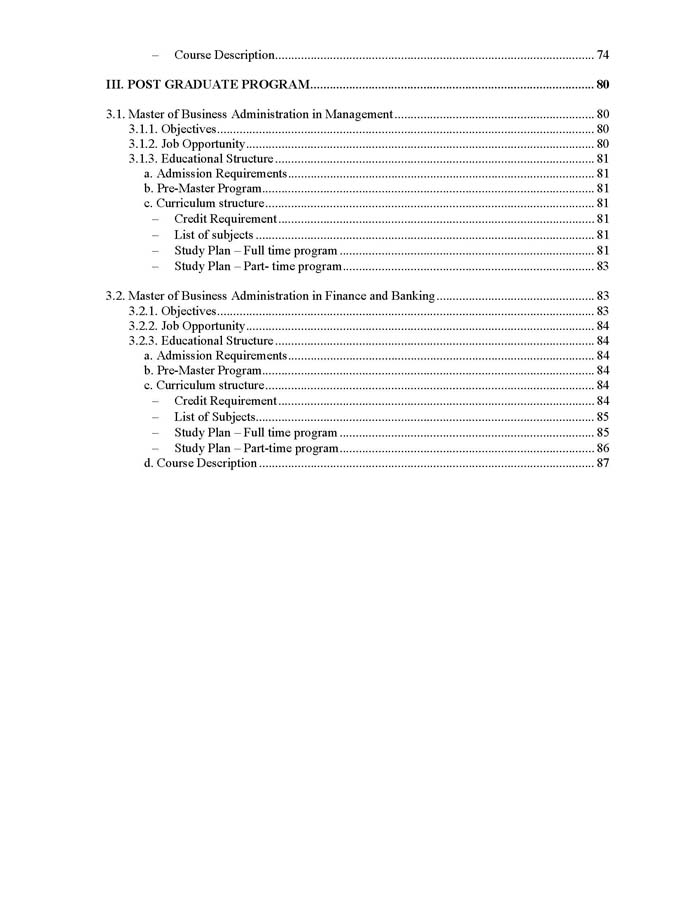 – Course Description.................................................................................................. 74
III. POST GRADUATE PROGRAM....................................................................................... 80
3.1. Master of Business Administration in Management.............................................................. 80
3.1.1. Objectives..................................................................................................................... 80
3.1.2. Job Opportunity............................................................................................................ 80
3.1.3. Educational Structure................................................................................................... 81
a. Admission Requirements............................................................................................... 81
b. Pre-Master Program....................................................................................................... 81
c. Curriculum structure...................................................................................................... 81
– Credit Requirement.................................................................................................. 81
– List of subjects......................................................................................................... 81
– Study Plan – Full time program............................................................................... 81
– Study Plan – Part- time program.............................................................................. 83
3.2. Master of Business Administration in Finance and Banking................................................. 83
3.2.1. Objectives..................................................................................................................... 83
3.2.2. Job Opportunity............................................................................................................ 84
3.2.3. Educational Structure................................................................................................... 84
a. Admission Requirements............................................................................................... 84
b. Pre-Master Program....................................................................................................... 84
c. Curriculum structure...................................................................................................... 84
– Credit Requirement.................................................................................................. 84
– List of Subjects......................................................................................................... 85
– Study Plan – Full time program............................................................................... 85
– Study Plan – Part-time program............................................................................... 86
d. Course Description........................................................................................................ 87